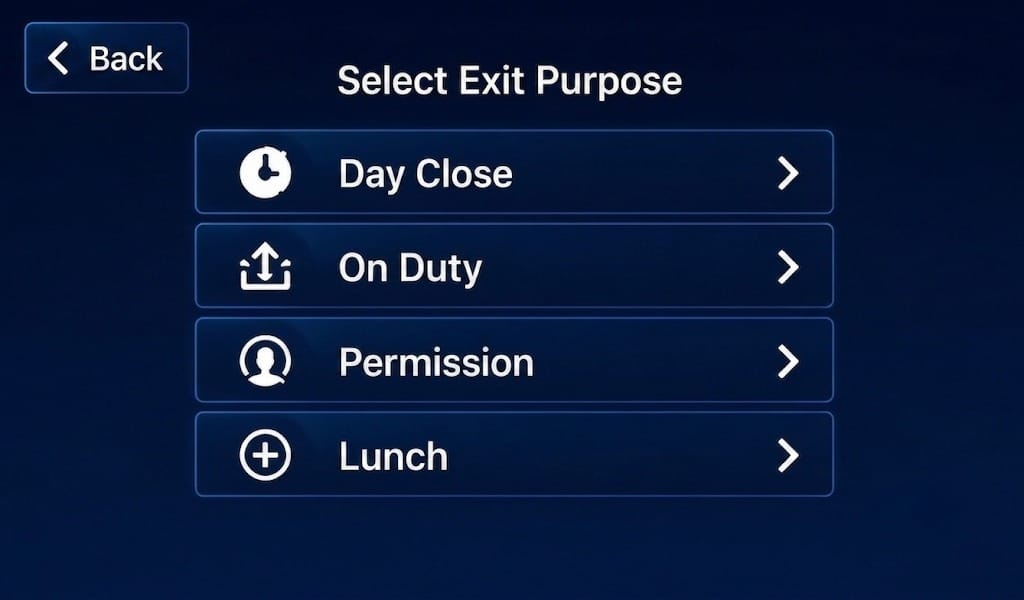 Back
Select Exit Purpose
Day Close
On Duty
Permission
Lunch